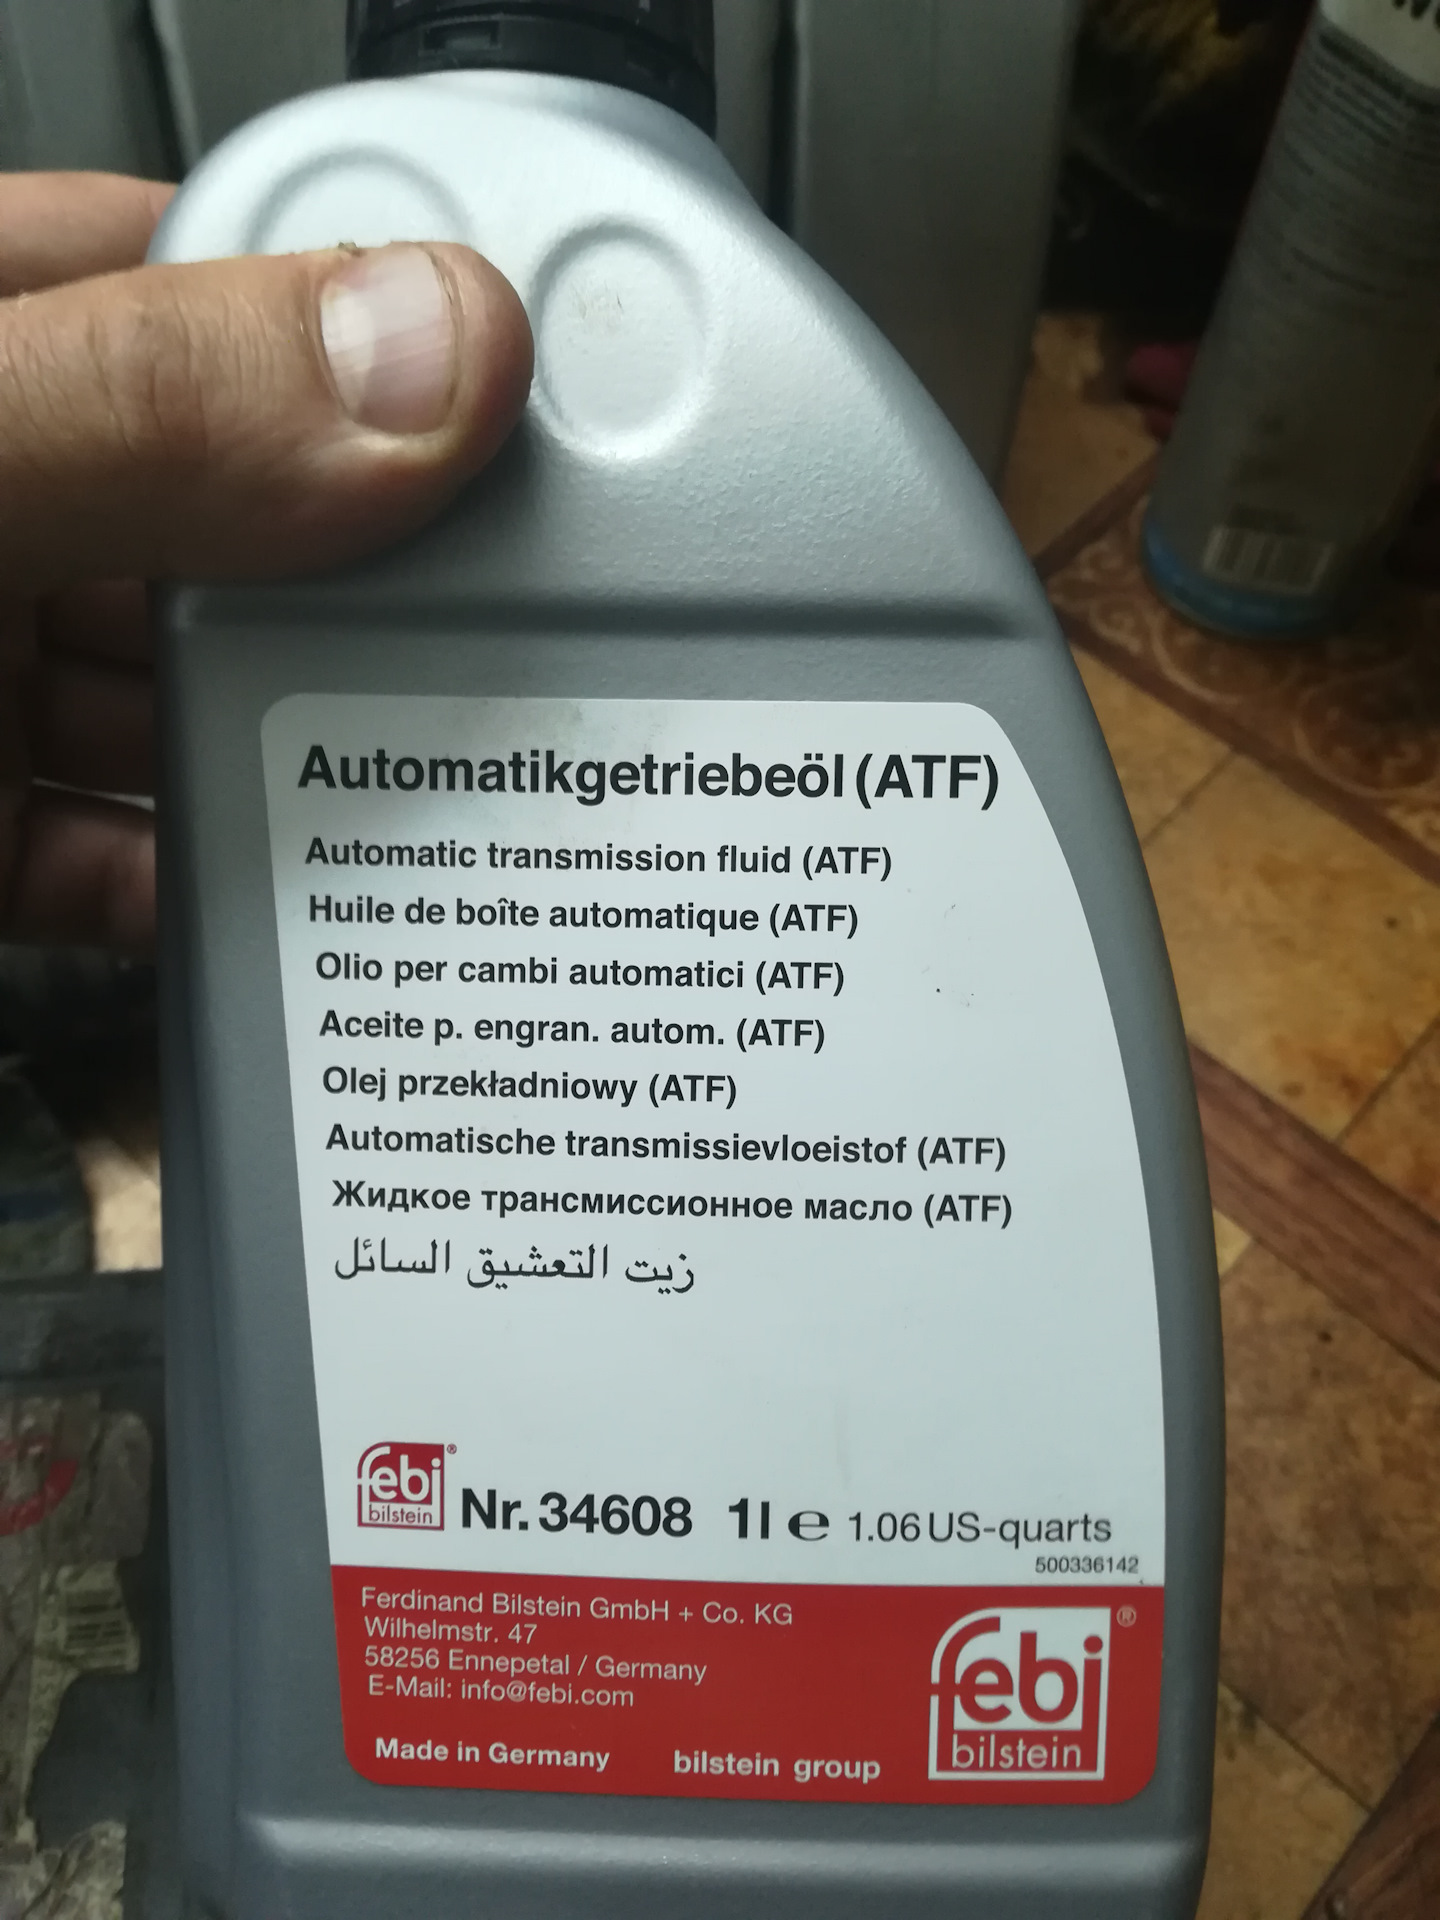 Automatikgetriebeöl (ATF)
Automatic transmission fluid (ATF)
Huile de boîte automatique (ATF)
Olio per cambi automatici (ATF)
Aceite p. engran. autom. (ATF)
Olej przekładniowy (ATF)
Automatische transmissievloeistof (ATF)
Жидкое трансмиссионное масло (ATF)
زيت التعشيق السائل
febi®
bilstein
Nr. 34608 1l e 1.06 US-quarts
500336142
Ferdinand Bilstein GmbH + Co. KG
Wilhelmstr. 47
58256 Ennepetal / Germany
E-Mail: info@febi.com
Made in Germany bilstein group
febi®
bilstein